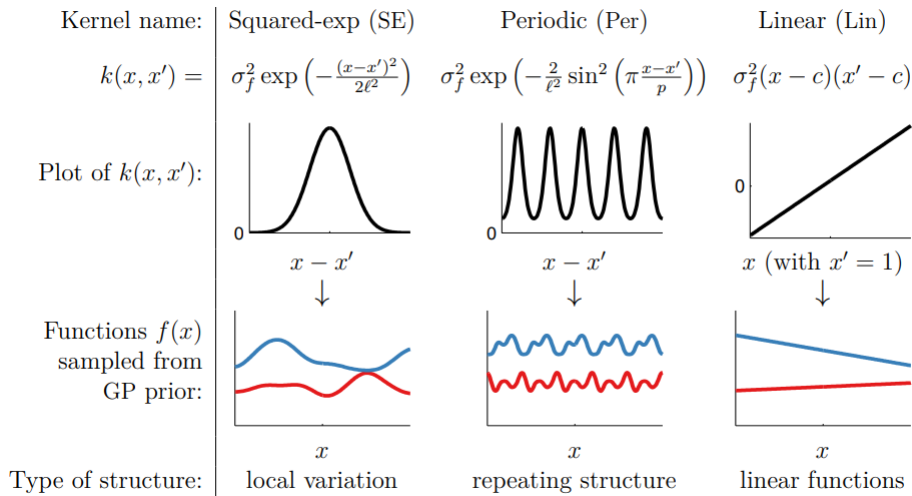 Kernel name: Squared-exp (SE) Periodic (Per) Linear (Lin)
k(x, x′) = σ_f^2 exp(−(x−x′)^2/2ℓ^2) σ_f^2 exp(−2/ℓ^2 sin^2(π x−x′/p)) σ_f^2(x − c)(x′ − c)
Plot of k(x, x′):
0 0 0
x − x′ x − x′ x (with x′ = 1)
↓ ↓ ↓
Functions f(x)
sampled from
GP prior:
x x x
Type of structure: local variation repeating structure linear functions